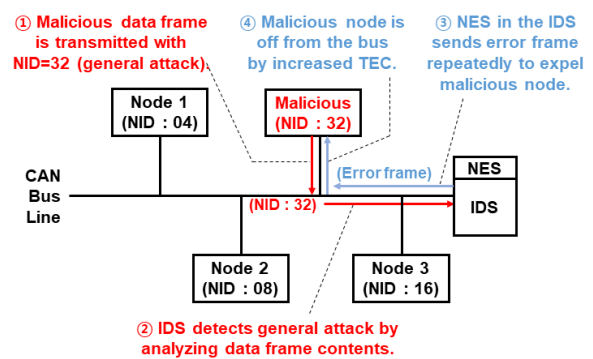 ① Malicious data frame
is transmitted with
NID=32 (general attack).
④ Malicious node is
off from the bus
by increased TEC.
③ NES in the IDS
sends error frame
repeatedly to expel
malicious node.
Node 1
(NID : 04)
Malicious
(NID : 32)
CAN
Bus
Line
(Error frame)
NES
IDS
(NID : 32)
Node 2
(NID : 08)
Node 3
(NID : 16)
② IDS detects general attack by
analyzing data frame contents.